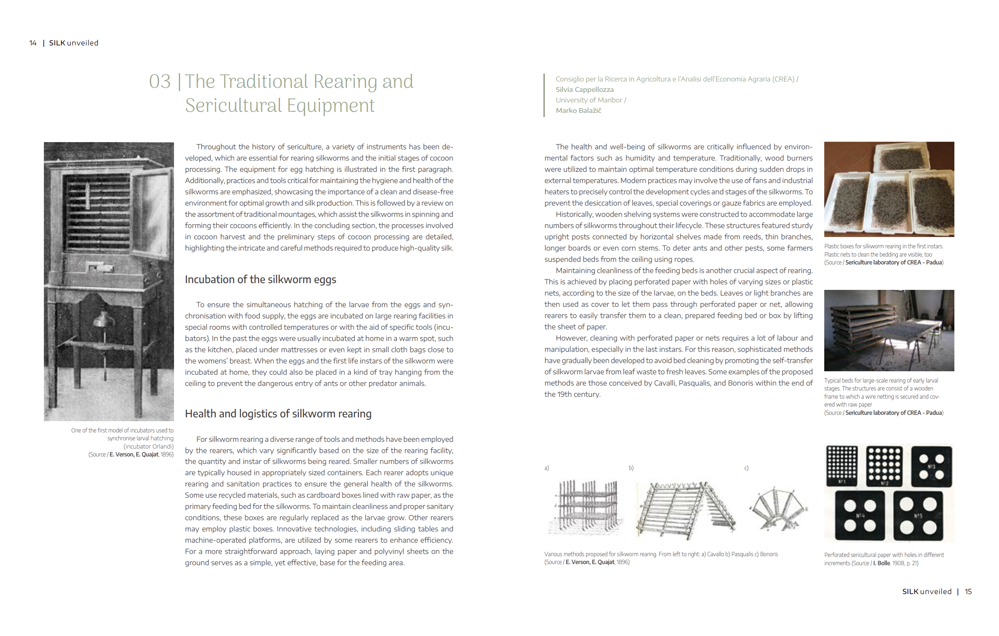 14 | SILK unveiled
03 | The Traditional Rearing and
Sericultural Equipment
One of the first model of incubators used to
synchronise larval hatching
(incubator Orlandi)
(Source / E. Verson, E. Quajat, 1896)
Throughout the history of sericulture, a variety of instruments has been de-
veloped, which are essential for rearing silkworms and the initial stages of cocoon
processing. The equipment for egg hatching is illustrated in the first paragraph.
Additionally, practices and tools critical for maintaining the hygiene and health of the
silkworms are emphasized, showcasing the importance of a clean and disease-free
environment for optimal growth and silk production. This is followed by a review on
the assortment of traditional mountages, which assist the silkworms in spinning and
forming their cocoons efficiently. In the concluding section, the processes involved
in cocoon harvest and the preliminary steps of cocoon processing are detailed,
highlighting the intricate and careful methods required to produce high-quality silk.
Incubation of the silkworm eggs
To ensure the simultaneous hatching of the larvae from the eggs and syn-
chronisation with food supply, the eggs are incubated on large rearing facilities in
special rooms with controlled temperatures or with the aid of specific tools (incu-
bators). In the past the eggs were usually incubated at home in a warm spot, such
as the kitchen, placed under mattresses or even kept in small cloth bags close to
the womens’ breast. When the eggs and the first life instars of the silkworm were
incubated at home, they could also be placed in a kind of tray hanging from the
ceiling to prevent the dangerous entry of ants or other predator animals.
Health and logistics of silkworm rearing
For silkworm rearing a diverse range of tools and methods have been employed
by the rearers, which vary significantly based on the size of the rearing facility,
the quantity and instar of silkworms being reared. Smaller numbers of silkworms
are typically housed in appropriately sized containers. Each rearer adopts unique
rearing and sanitation practices to ensure the general health of the silkworms.
Some use recycled materials, such as cardboard boxes lined with raw paper, as the
primary feeding bed for the silkworms. To maintain cleanliness and proper sanitary
conditions, these boxes are regularly replaced as the larvae grow. Other rearers
may employ plastic boxes. Innovative technologies, including sliding tables and
machine-operated platforms, are utilized by some rearers to enhance efficiency.
For a more straightforward approach, laying paper and polyvinyl sheets on the
ground serves as a simple, yet effective, base for the feeding area.
Consiglio per la Ricerca in Agricoltura e l’Analisi dell’Economia Agraria (CREA) /
Silvia Cappellozza
University of Maribor /
Marko Balažič
The health and well-being of silkworms are critically influenced by environ-
mental factors such as humidity and temperature. Traditionally, wood burners
were utilized to maintain optimal temperature conditions during sudden drops in
external temperatures. Modern practices may involve the use of fans and industrial
heaters to precisely control the development cycles and stages of the silkworms. To
prevent the desiccation of leaves, special coverings or gauze fabrics are employed.
Historically, wooden shelving systems were constructed to accommodate large
numbers of silkworms throughout their lifecycle. These structures featured sturdy
upright posts connected by horizontal shelves made from reeds, thin branches,
longer boards or even corn stems. To deter ants and other pests, some farmers
suspended beds from the ceiling using ropes.
Maintaining cleanliness of the feeding beds is another crucial aspect of rearing.
This is achieved by placing perforated paper with holes of varying sizes or plastic
nets, according to the size of the larvae, on the beds. Leaves or light branches are
then used as cover to let them pass through perforated paper or net, allowing
rearers to easily transfer them to a clean, prepared feeding bed or box by lifting
the sheet of paper.
However, cleaning with perforated paper or nets requires a lot of labour and
manipulation, especially in the last instars. For this reason, sophisticated methods
have gradually been developed to avoid bed cleaning by promoting the self-transfer
of silkworm larvae from leaf waste to fresh leaves. Some examples of the proposed
methods are those conceived by Cavalli, Pasqualis, and Bonoris within the end of
the 19th century.
a)
b)
c)
Various methods proposed for silkworm rearing. From left to right: a) Cavallo b) Pasqualis c) Bonoris
(Source / E. Verson, E. Quajat, 1896)
Plastic boxes for silkworm rearing in the first instars.
Plastic nets to clean the bedding are visible, too
(Source / Sericulture laboratory of CREA - Padua)
Typical beds for large-scale rearing of early larval
stages. The structures are consist of a wooden
frame to which a wire netting is secured and cov-
ered with raw paper
(Source / Sericulture laboratory of CREA - Padua)
Nº1
Nº2
Nº3
Nº4
Nº5
Perforated sericultural paper with holes in different
increments (Source / I. Bolle. 1908, p. 21)
SILK unveiled | 15